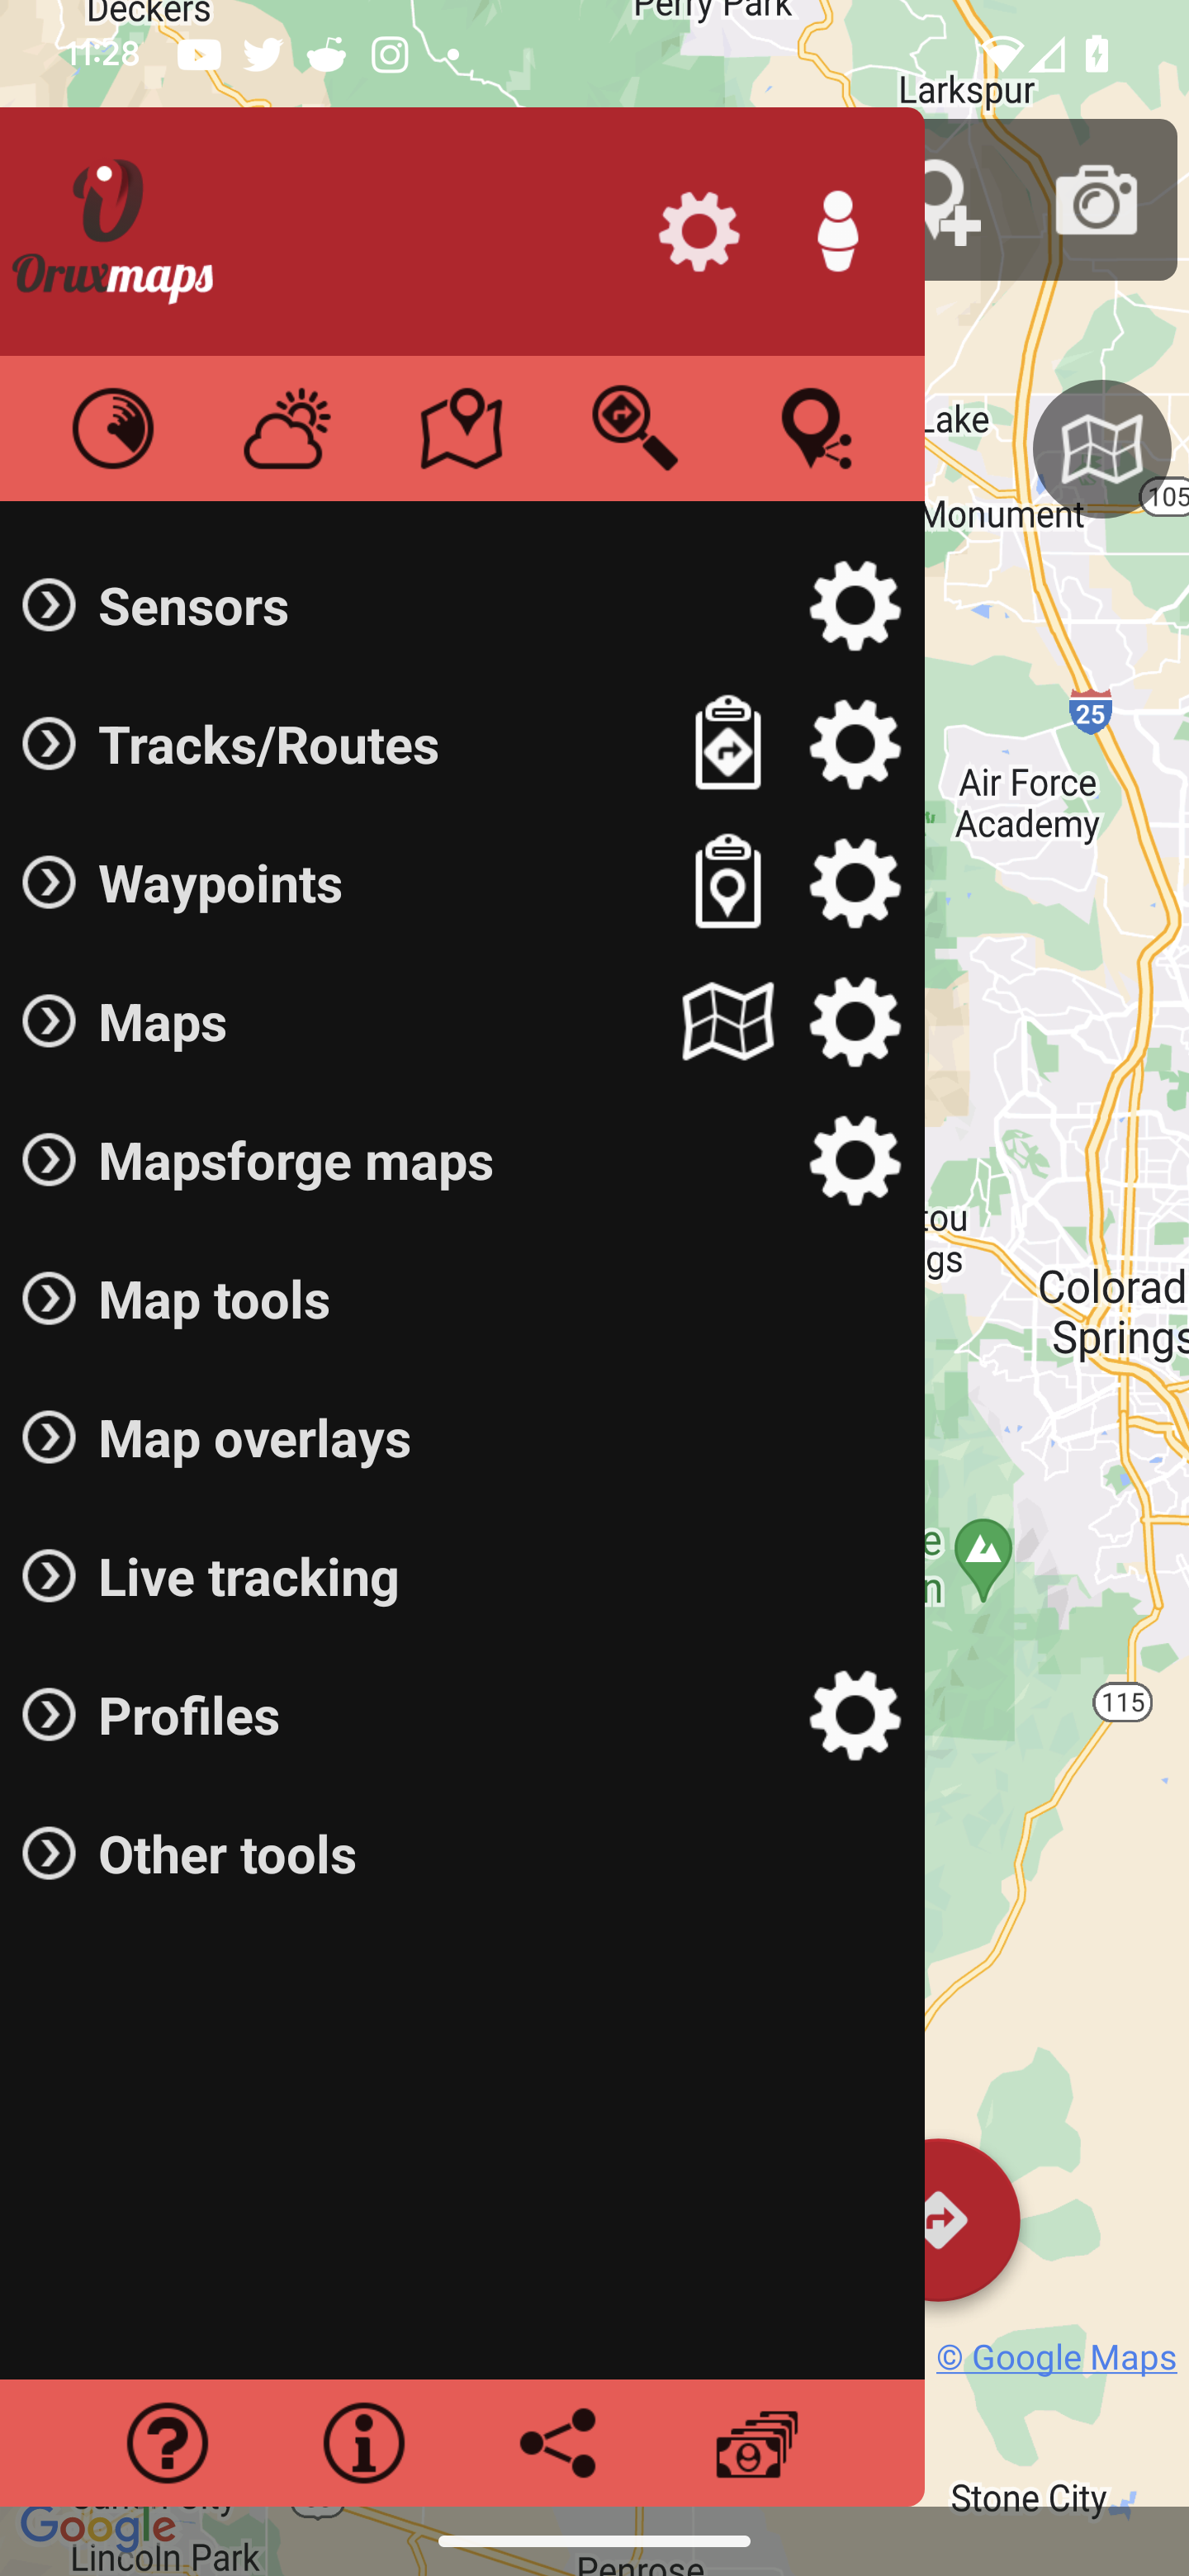 Deckers
Perry Park
11:28
Larkspur
Oruxmaps
Lake
Monument
105
Sensors
25
Tracks/Routes
Air Force
Academy
Waypoints
Maps
Mapsforge maps
tou
gs
Map tools
Colorad
Springs
Map overlays
e
n
Live tracking
115
Profiles
Other tools
© Google Maps
Stone City
Google
Lincoln Park
Penrose